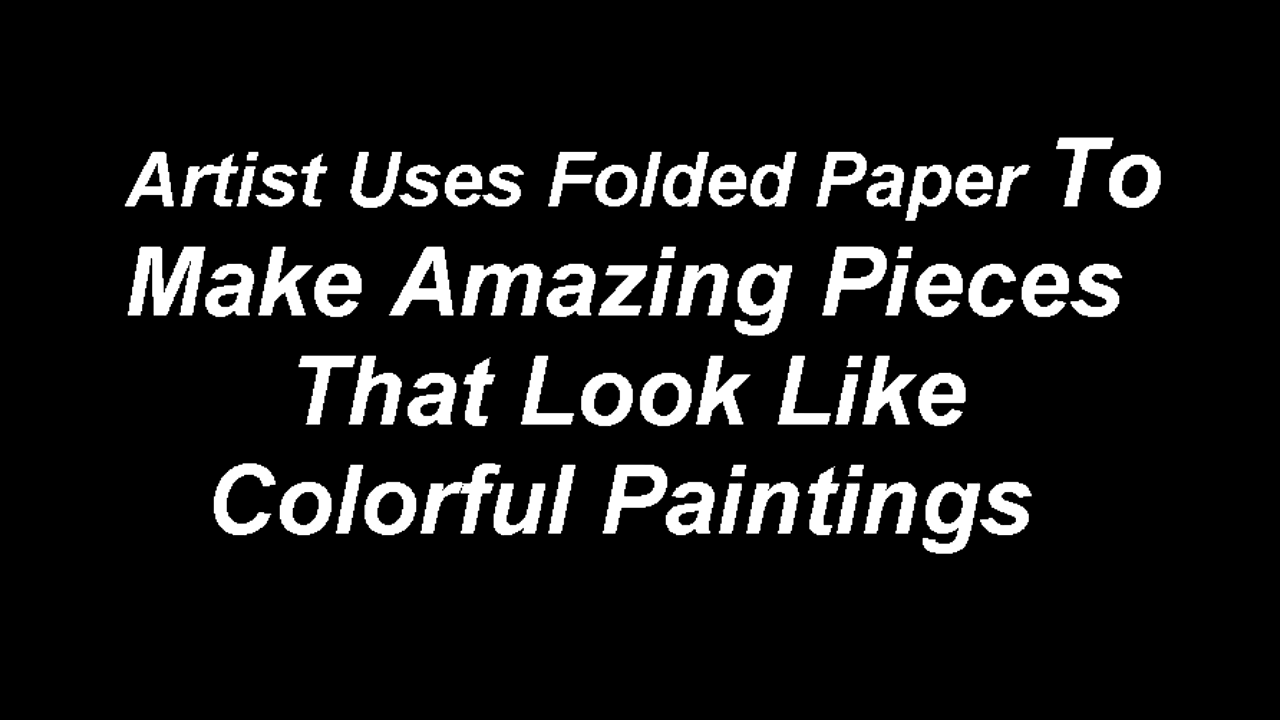 Artist Uses Folded Paper To
Make Amazing Pieces
That Look Like
Colorful Paintings